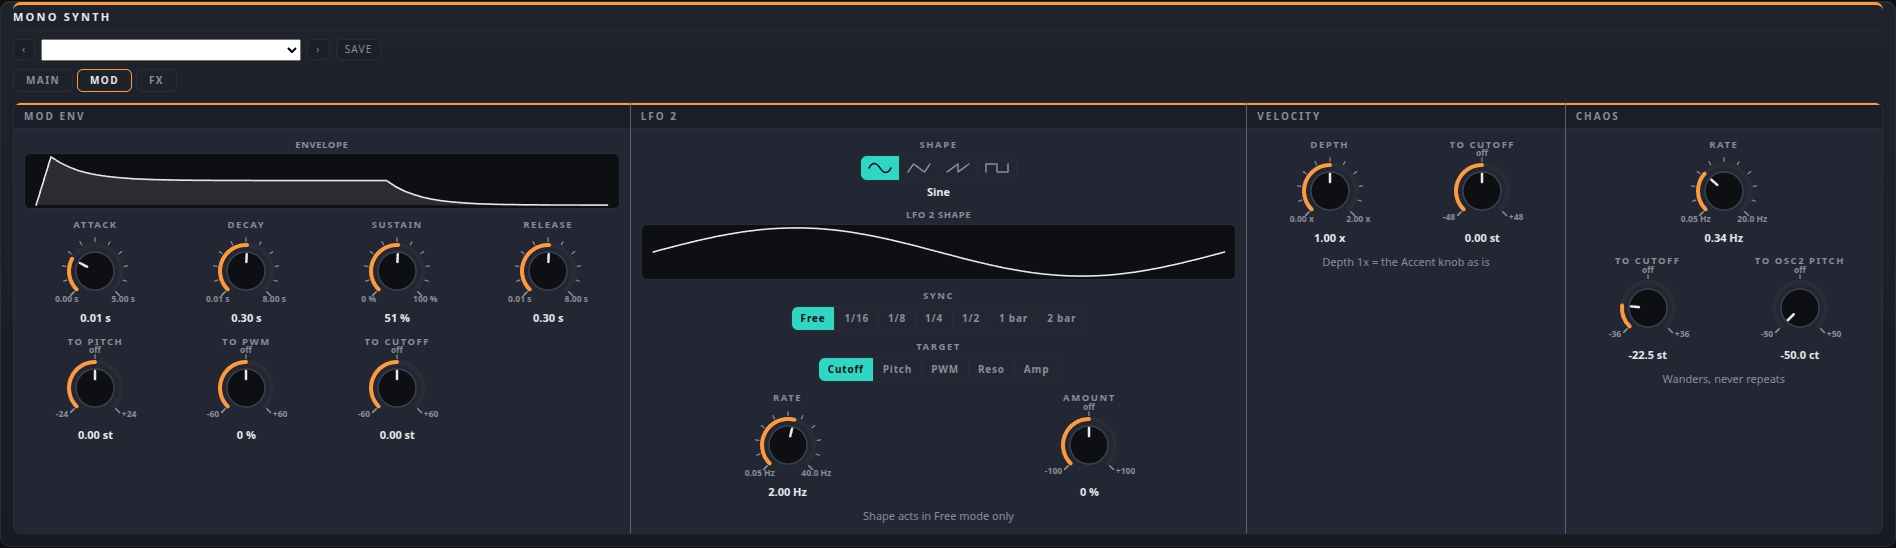 MONO SYNTH
‹ › SAVE
MAIN MOD FX
MOD ENV
ENVELOPE
ATTACK DECAY SUSTAIN RELEASE
0.00 s 5.00 s 0.01 s 8.00 s 0 % 100 % 0.01 s 8.00 s
0.01 s 0.30 s 51 % 0.30 s
TO PITCH TO PWM TO CUTOFF
off off off
-24 +24 -60 +60 -60 +60
0.00 st 0 % 0.00 st
LFO 2
SHAPE
Sine
LFO 2 SHAPE
SYNC
Free 1/16 1/8 1/4 1/2 1 bar 2 bar
TARGET
Cutoff Pitch PWM Reso Amp
RATE AMOUNT
off
0.05 Hz 40.0 Hz -100 +100
2.00 Hz 0 %
Shape acts in Free mode only
VELOCITY
DEPTH TO CUTOFF
off
0.00 x 2.00 x -48 +48
1.00 x 0.00 st
Depth 1x = the Accent knob as is
CHAOS
RATE
0.05 Hz 20.0 Hz
0.34 Hz
TO CUTOFF TO OSC2 PITCH
off off
-36 +36 -50 +50
-22.5 st -50.0 ct
Wanders, never repeats